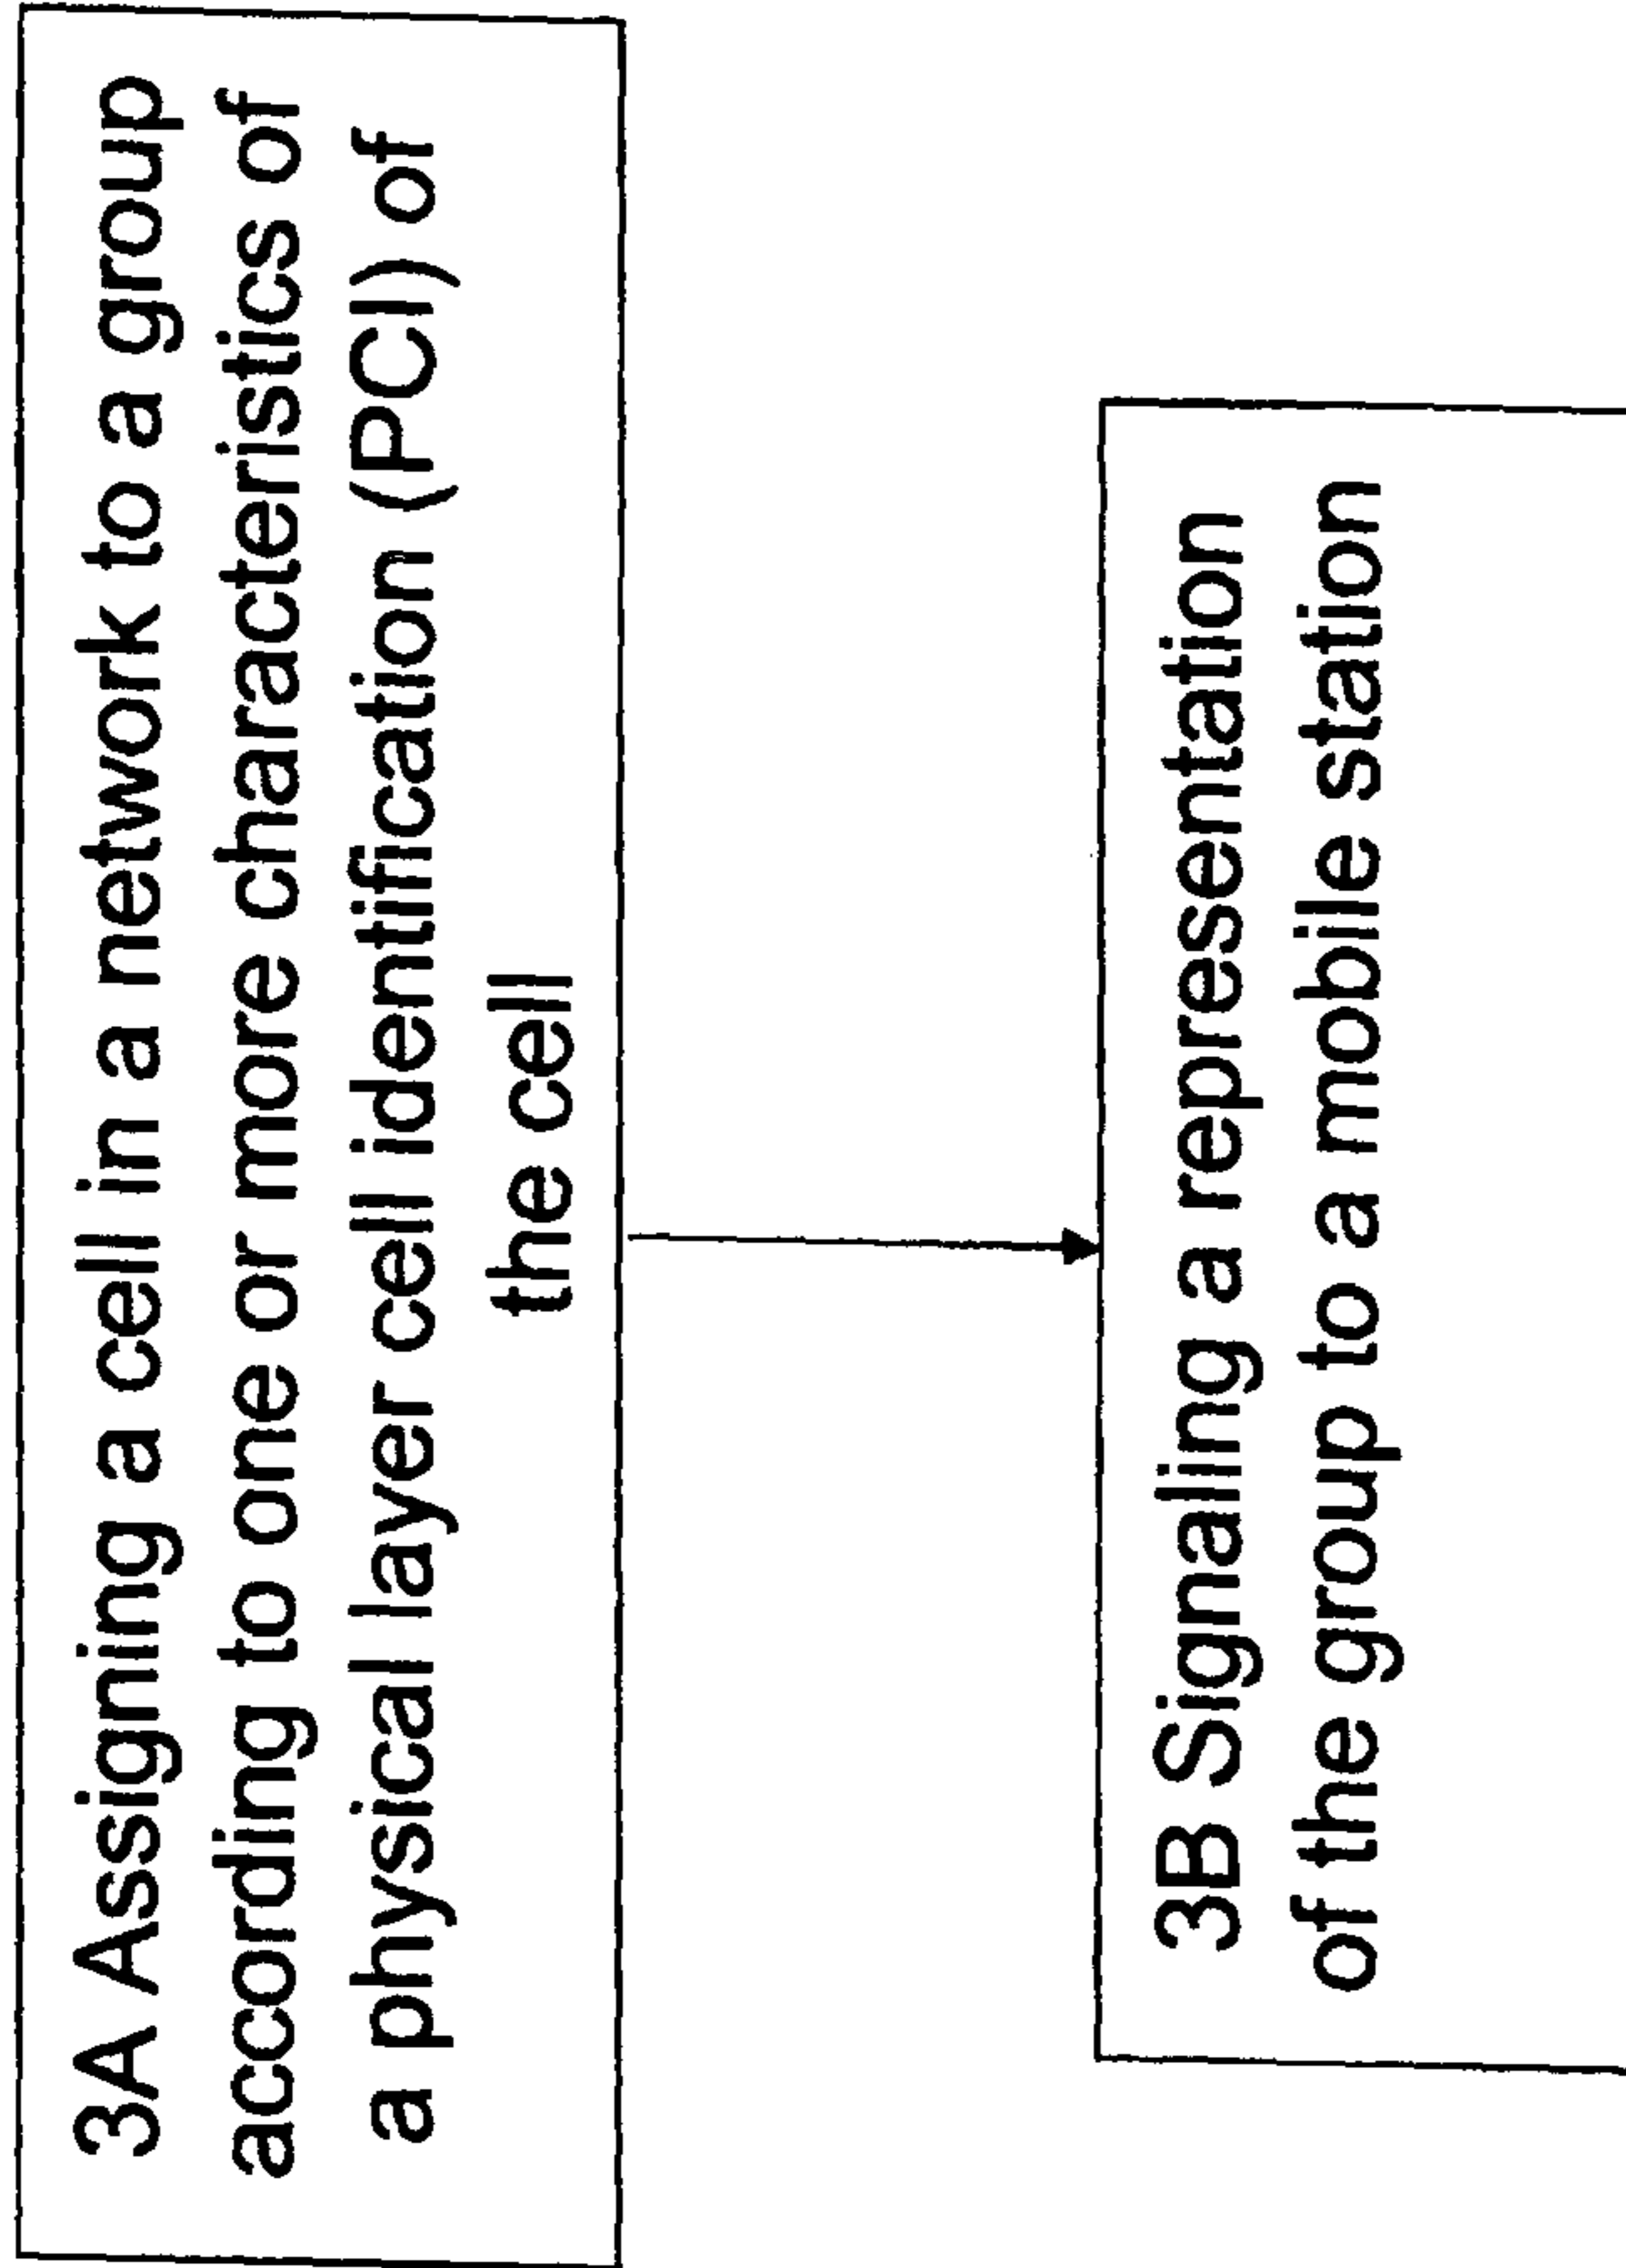 3A Assigning a cell in a network to a group
according to one or more characteristics of
a physical layer cell identification (PCI) of
the cell
3B Signaling a representation
of the group to a mobile station